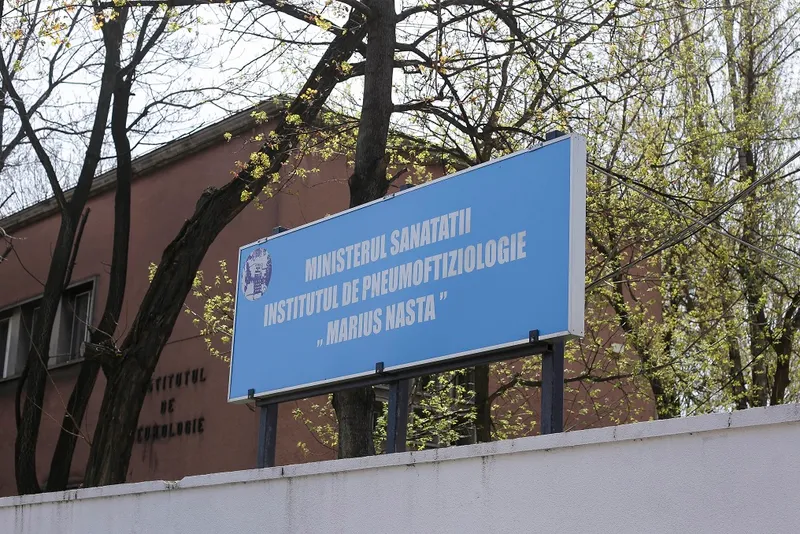 MINISTERUL SANATATII
INSTITUTUL DE PNEUMOFTIZIOLOGIE
„ MARIUS NASTA ”
DE